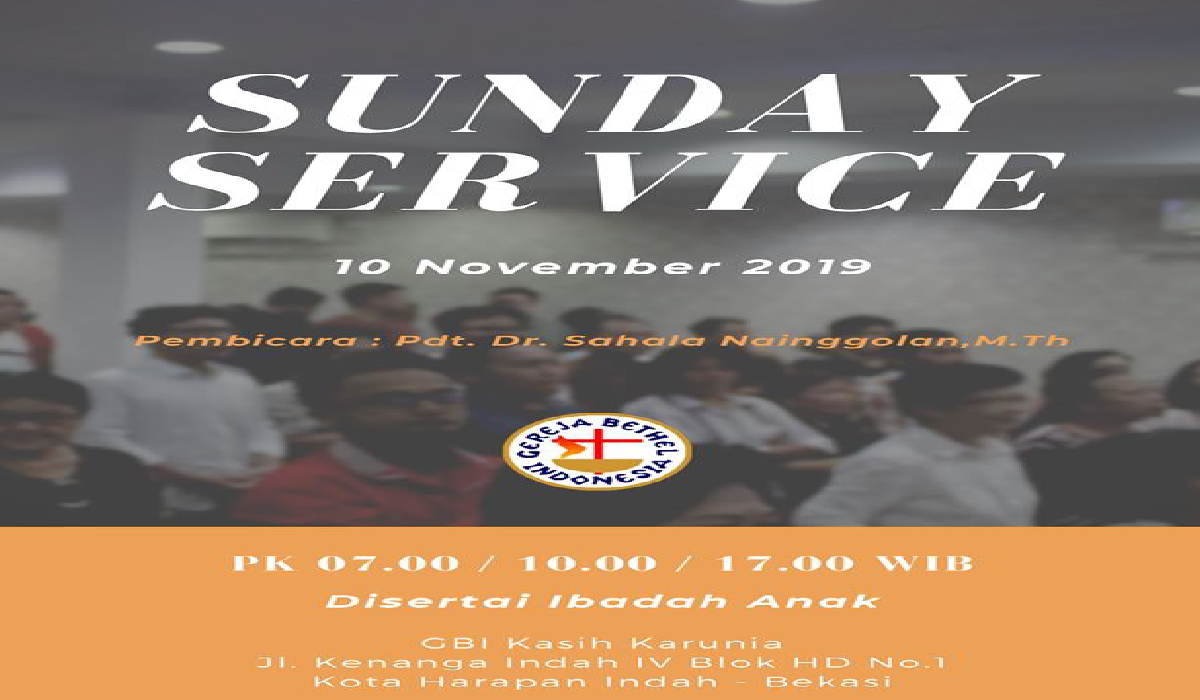 SUNDAY
SERVICE
10 November 2019
Pembicara : Pdt. Dr. Sahala Nainggolan,M.Th
GEREJA BETHEL
INDONESIA
PK 07.00 / 10.00 / 17.00 WIB
Disertai Ibadah Anak
GBI Kasih Karunia
Jl. Kenanga Indah IV Blok HD No.1
Kota Harapan Indah - Bekasi